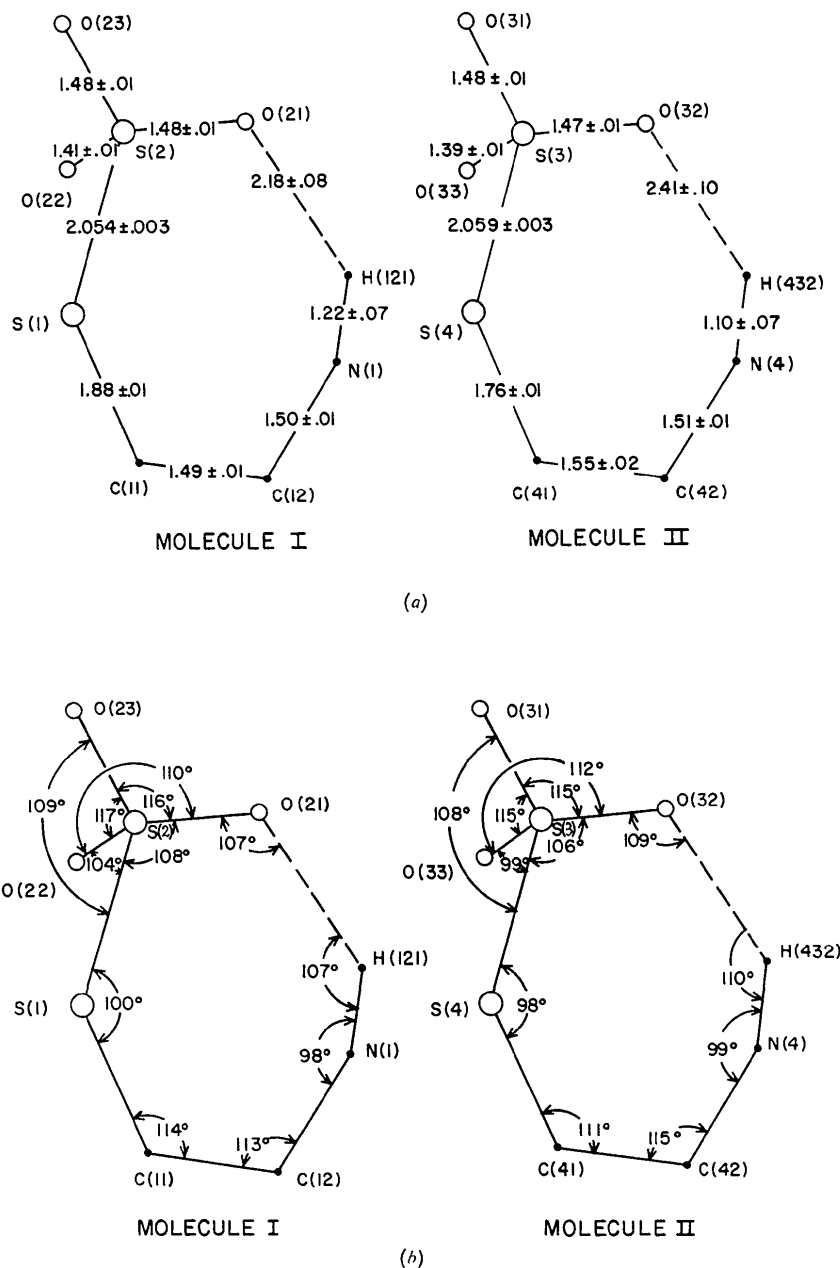 O(23)
1.48±.01
1.48±.01
O(21)
1.41±.01
S(2)
O(22)
2.18±.08
2.054±.003
H(121)
S(1)
1.22±.07
N(1)
1.88±.01
1.50±.01
1.49±.01
C(11)
C(12)
MOLECULE I
O(31)
1.48±.01
1.47±.01
O(32)
1.39±.01
S(3)
O(33)
2.41±.10
2.059±.003
H(432)
S(4)
1.10±.07
N(4)
1.76±.01
1.51±.01
1.55±.02
C(41)
C(42)
MOLECULE II
(a)
O(23)
110°
109°
116°
117°
O(21)
S(2)
108°
107°
104°
O(22)
H(121)
107°
S(1)
100°
98°
N(1)
114°
113°
C(11)
C(12)
MOLECULE I
O(31)
112°
108°
115°
115°
O(32)
S(3)
106°
109°
99°
O(33)
H(432)
110°
S(4)
98°
99°
N(4)
111°
115°
C(41)
C(42)
MOLECULE II
(b)